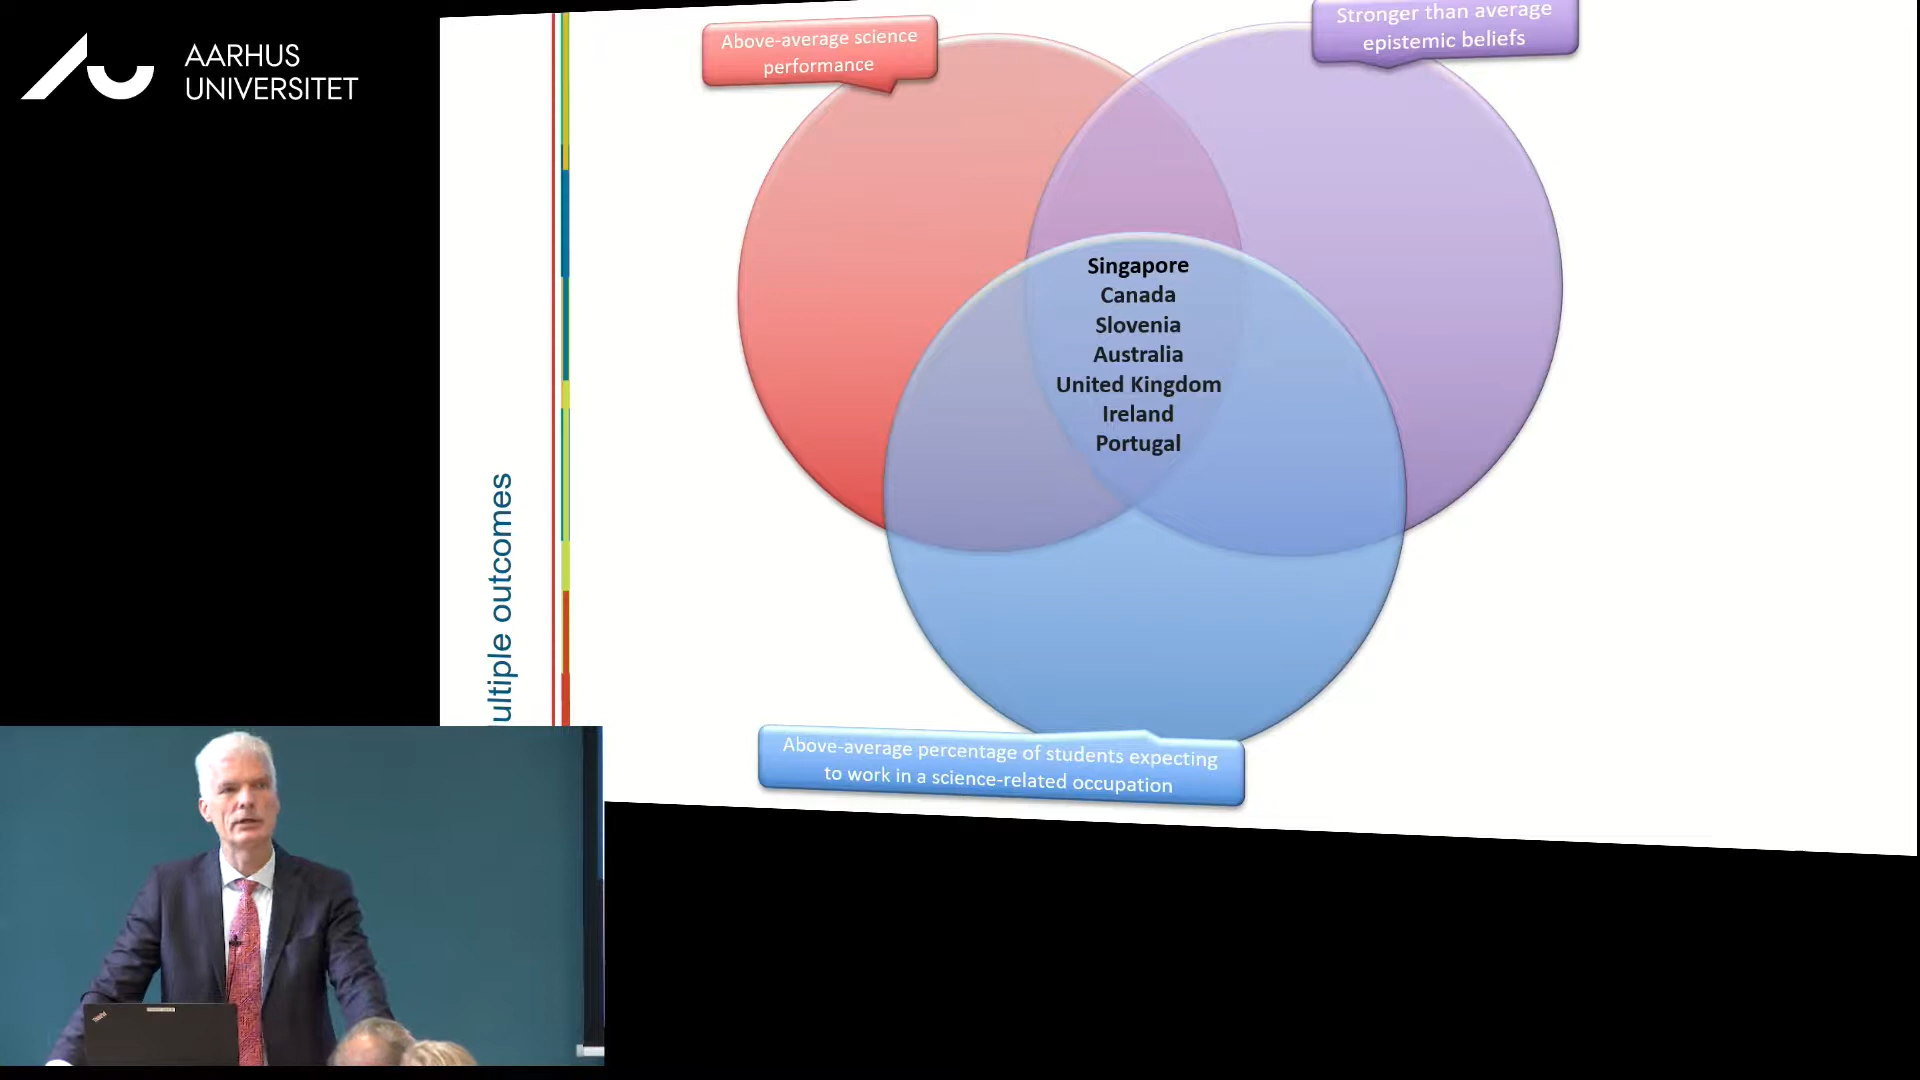 AARHUS
UNIVERSITET
Above-average science
performance
Stronger than average
epistemic beliefs
Singapore
Canada
Slovenia
Australia
United Kingdom
Ireland
Portugal
ultiple outcomes
Above-average percentage of students expecting
to work in a science-related occupation
ThinkPad